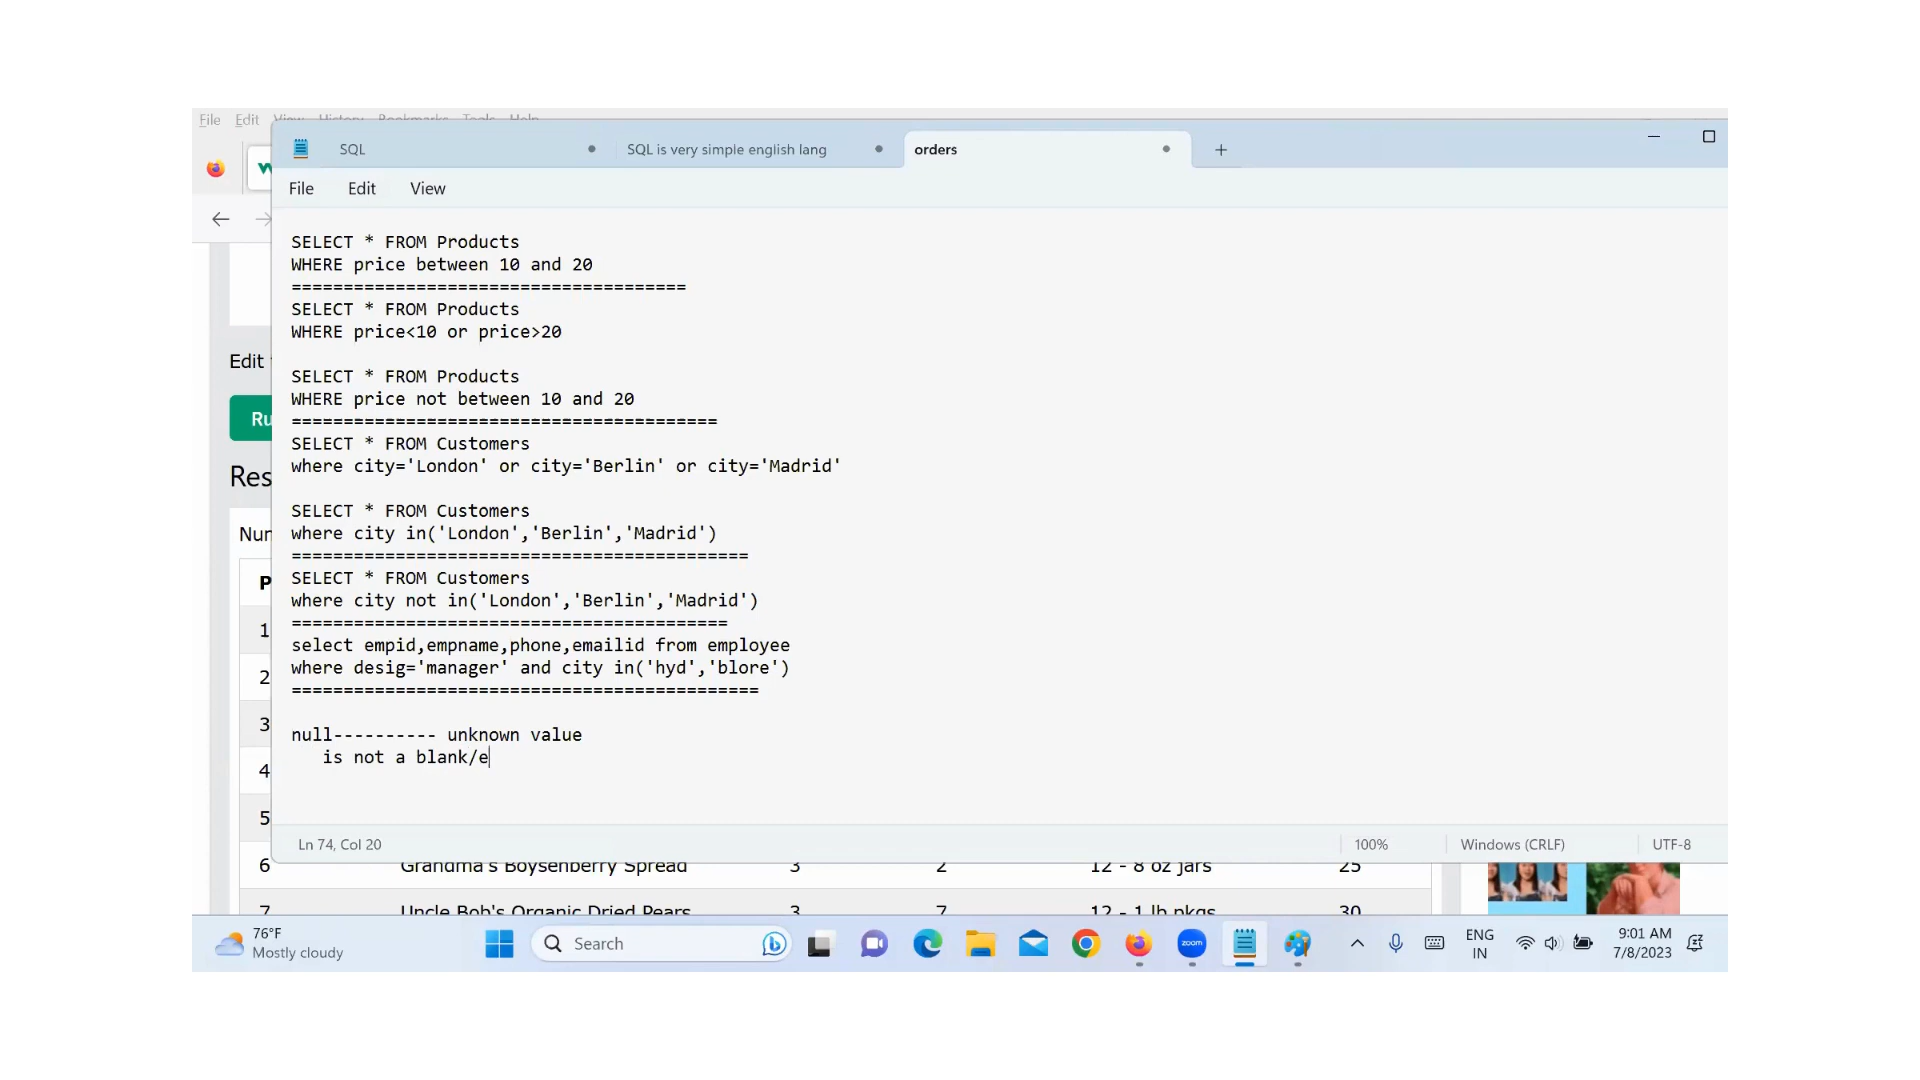 File Edit View History Bookmarks Tools Help
SQL
SQL is very simple english lang
orders
File Edit View
SELECT * FROM Products
WHERE price between 10 and 20
======================================
SELECT * FROM Products
WHERE price<10 or price>20
SELECT * FROM Products
WHERE price not between 10 and 20
=========================================
SELECT * FROM Customers
where city='London' or city='Berlin' or city='Madrid'
SELECT * FROM Customers
where city in('London','Berlin','Madrid')
============================================
SELECT * FROM Customers
where city not in('London','Berlin','Madrid')
==========================================
select empid,empname,phone,emailid from employee
where desig='manager' and city in('hyd','blore')
=============================================
null---------- unknown value
is not a blank/e
Edit
Ru
Res
Nur
P
1
2
3
4
5
Ln 74, Col 20 100% Windows (CRLF) UTF-8
6 Grandma's Boysenberry Spread 3 2 12 - 8 oz jars 25
7 Uncle Bob's Organic Dried Pears 3 7 12 - 1 lb pkgs 30
76°F
Mostly cloudy
Search
zoom
ENG
IN
9:01 AM
7/8/2023